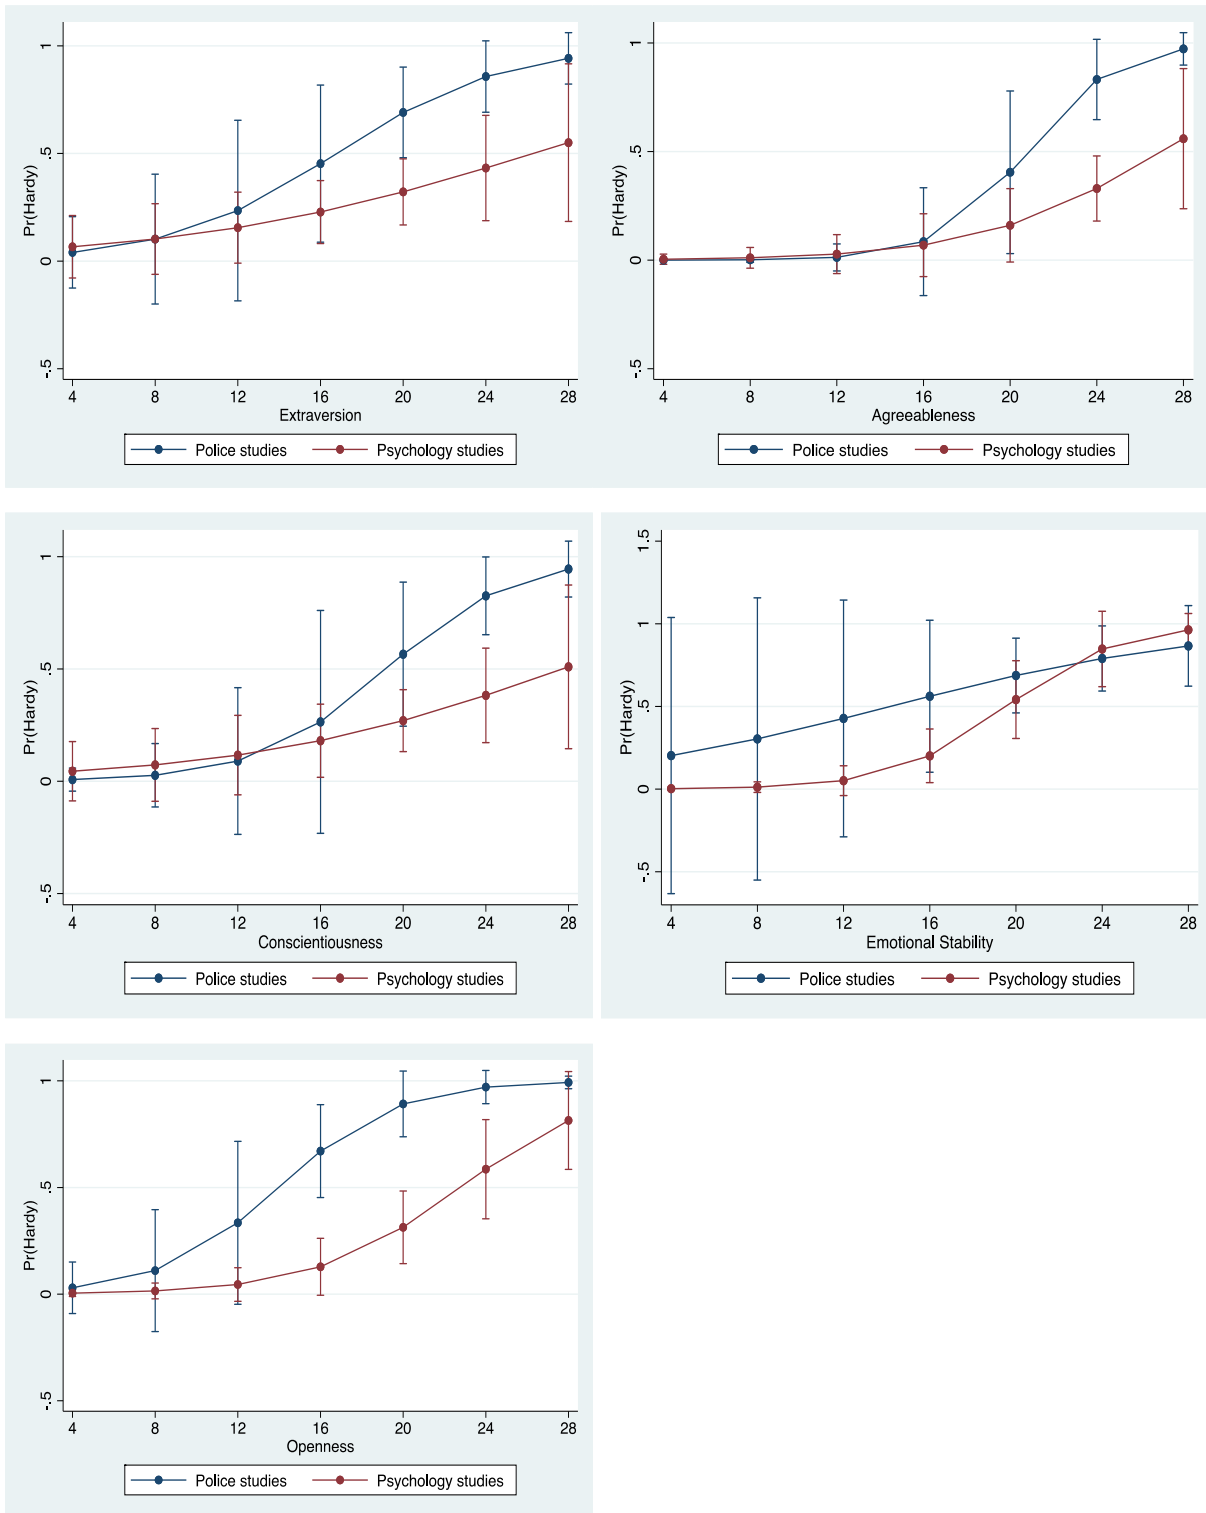 1
.5
0
-.5
Pr(Hardy)
4 8 12 16 20 24 28
Extraversion
Police studies Psychology studies
1
.5
0
-.5
Pr(Hardy)
4 8 12 16 20 24 28
Agreeableness
Police studies Psychology studies
1
.5
0
-.5
Pr(Hardy)
4 8 12 16 20 24 28
Conscientiousness
Police studies Psychology studies
1.5
1
.5
0
-.5
Pr(Hardy)
4 8 12 16 20 24 28
Emotional Stability
Police studies Psychology studies
1
.5
0
-.5
Pr(Hardy)
4 8 12 16 20 24 28
Openness
Police studies Psychology studies